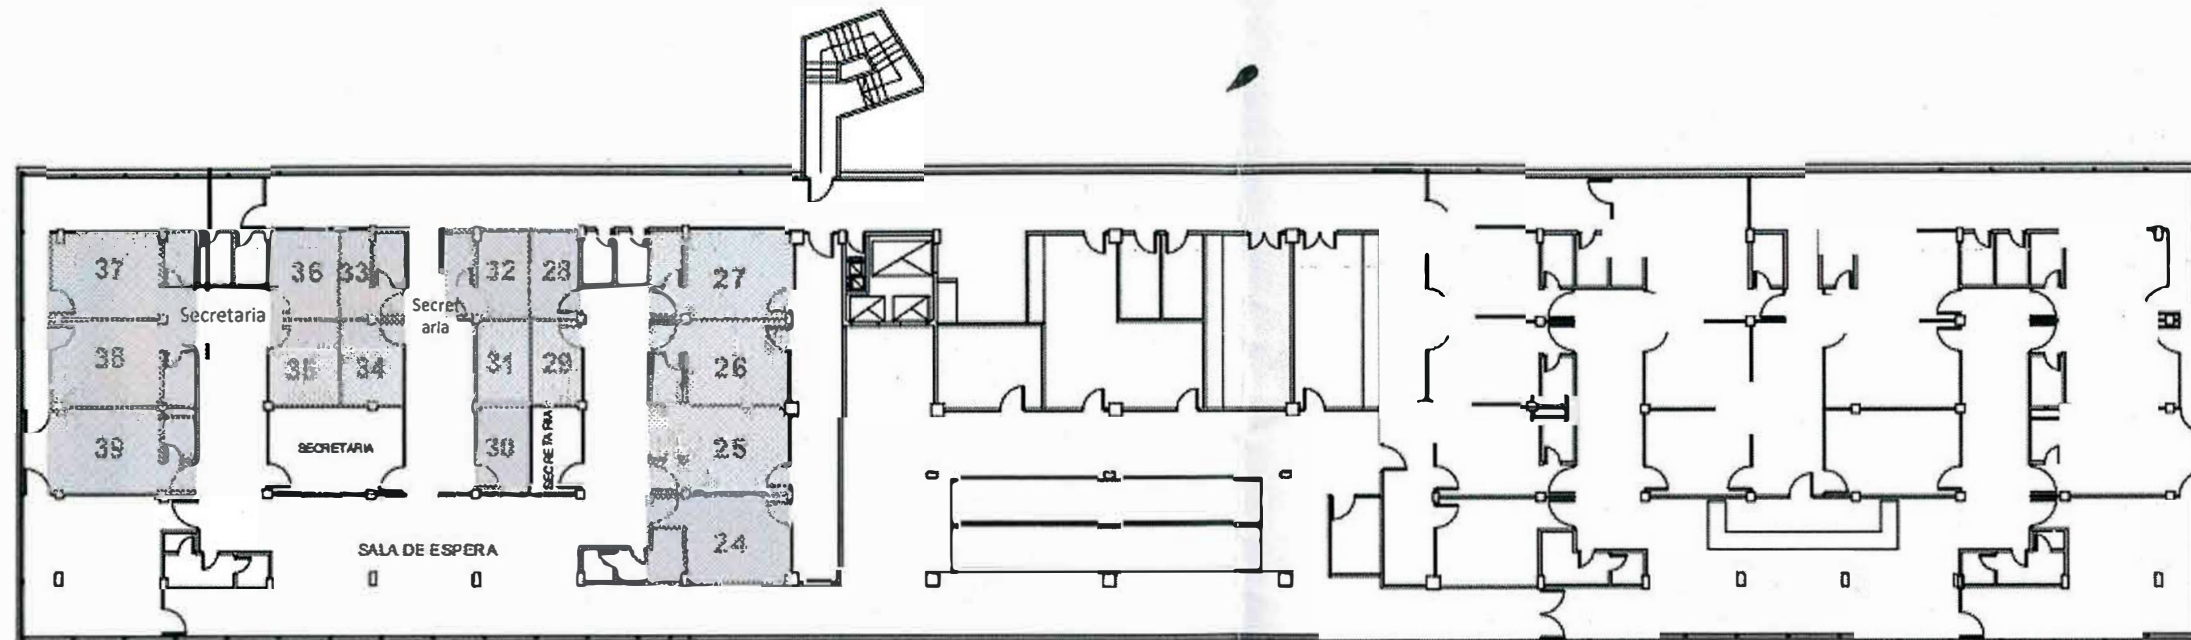 37
36
33
32
28
27
Secretaria
Secret
aria
38
35
34
31
29
26
39
SECRETARIA
30
SECRETARIA
25
SALA DE ESPERA
24